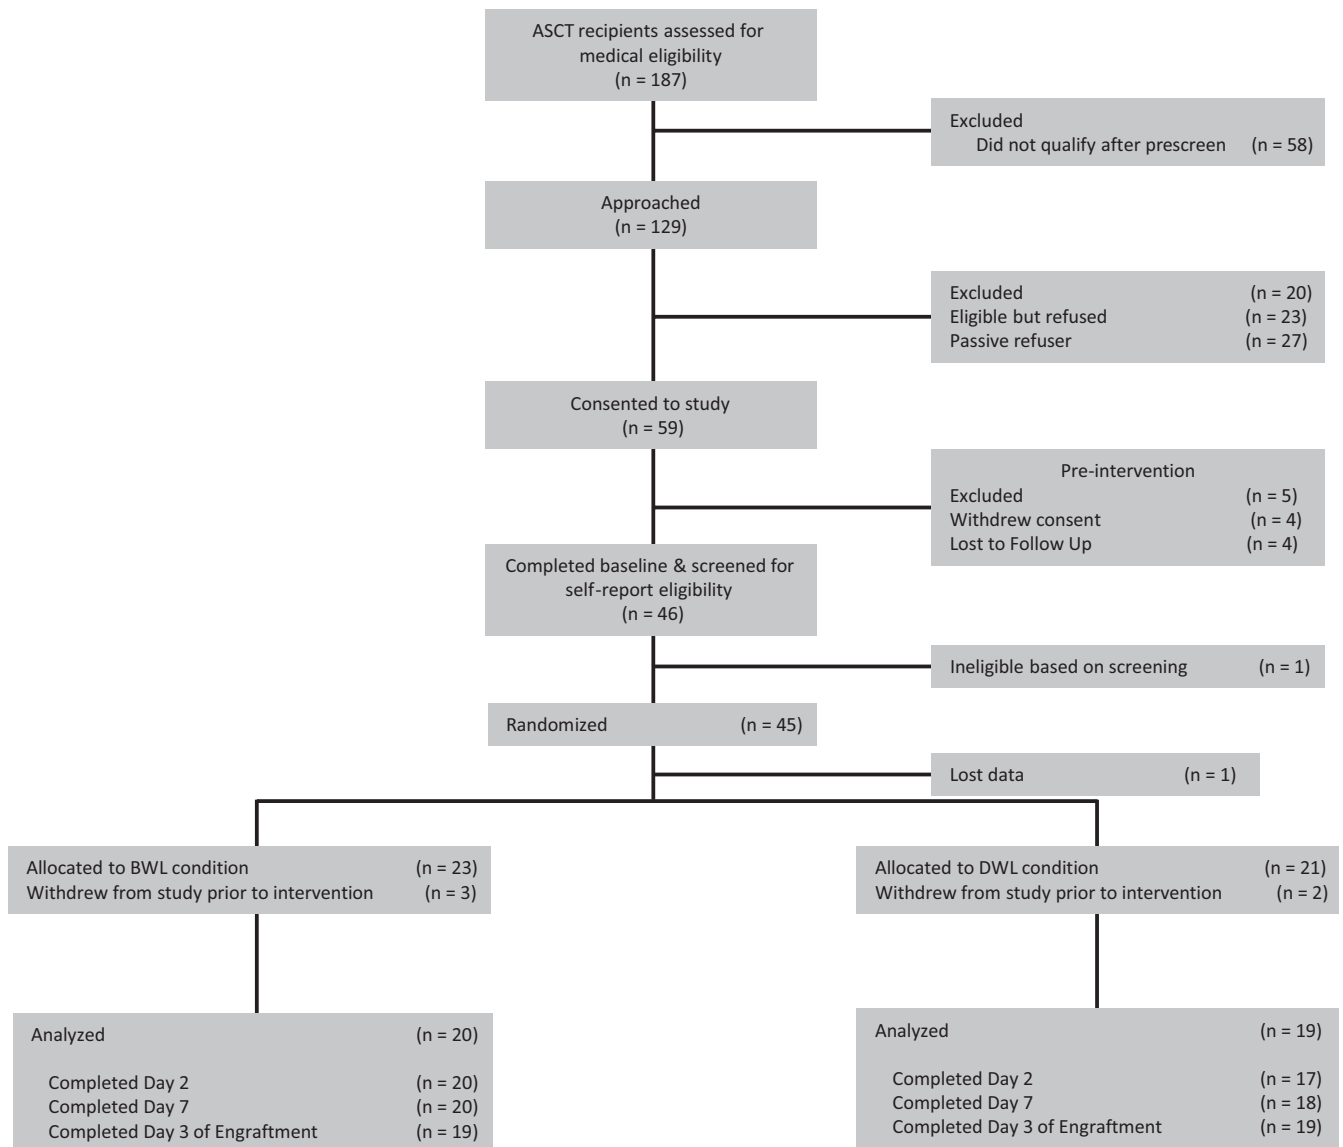 ASCT recipients assessed for
medical eligibility
(n = 187)
Excluded
Did not qualify after prescreen (n = 58)
Approached
(n = 129)
Excluded (n = 20)
Eligible but refused (n = 23)
Passive refuser (n = 27)
Consented to study
(n = 59)
Pre-intervention
Excluded (n = 5)
Withdrew consent (n = 4)
Lost to Follow Up (n = 4)
Completed baseline & screened for
self-report eligibility
(n = 46)
Ineligible based on screening (n = 1)
Randomized (n = 45)
Lost data (n = 1)
Allocated to BWL condition (n = 23)
Withdrew from study prior to intervention (n = 3)
Allocated to DWL condition (n = 21)
Withdrew from study prior to intervention (n = 2)
Analyzed (n = 20)
Completed Day 2 (n = 20)
Completed Day 7 (n = 20)
Completed Day 3 of Engraftment (n = 19)
Analyzed (n = 19)
Completed Day 2 (n = 17)
Completed Day 7 (n = 18)
Completed Day 3 of Engraftment (n = 19)